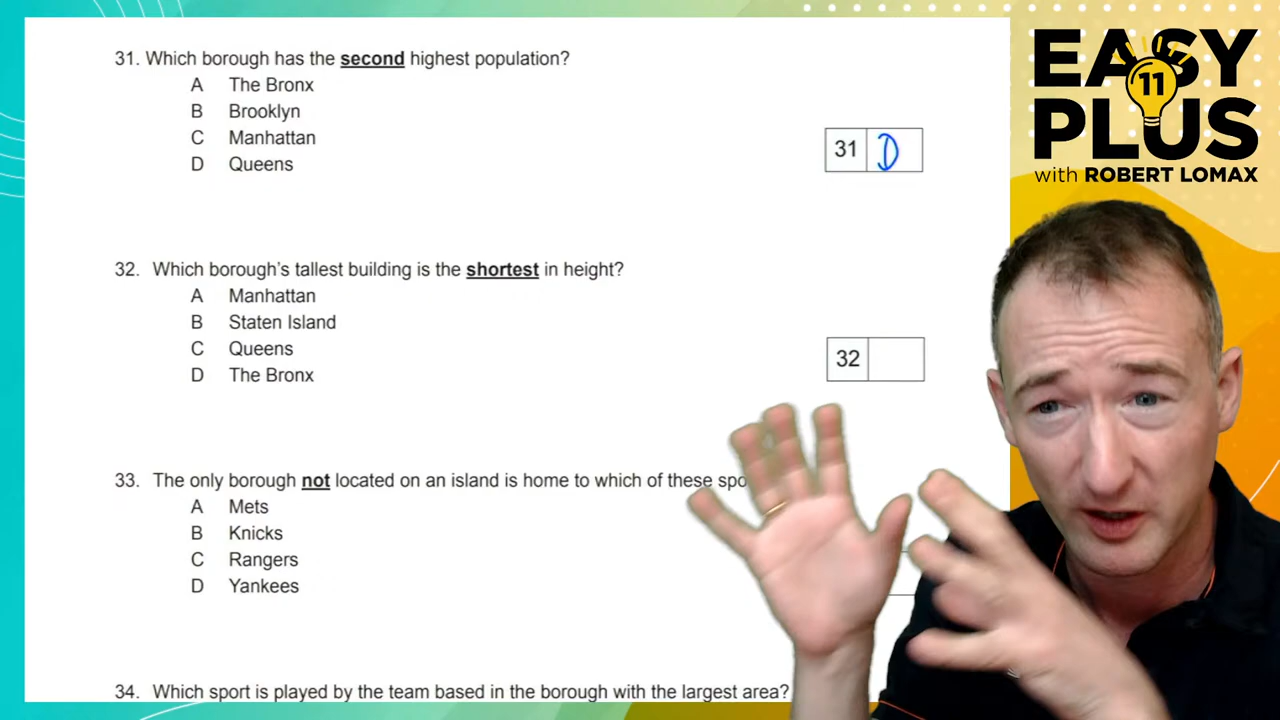 31. Which borough has the second highest population?
A The Bronx
B Brooklyn
C Manhattan
D Queens
31 D
32. Which borough's tallest building is the shortest in height?
A Manhattan
B Staten Island
C Queens
D The Bronx
32
33. The only borough not located on an island is home to which of these spo
A Mets
B Knicks
C Rangers
D Yankees
34. Which sport is played by the team based in the borough with the largest area?
EASY
11
PLUS
with ROBERT LOMAX